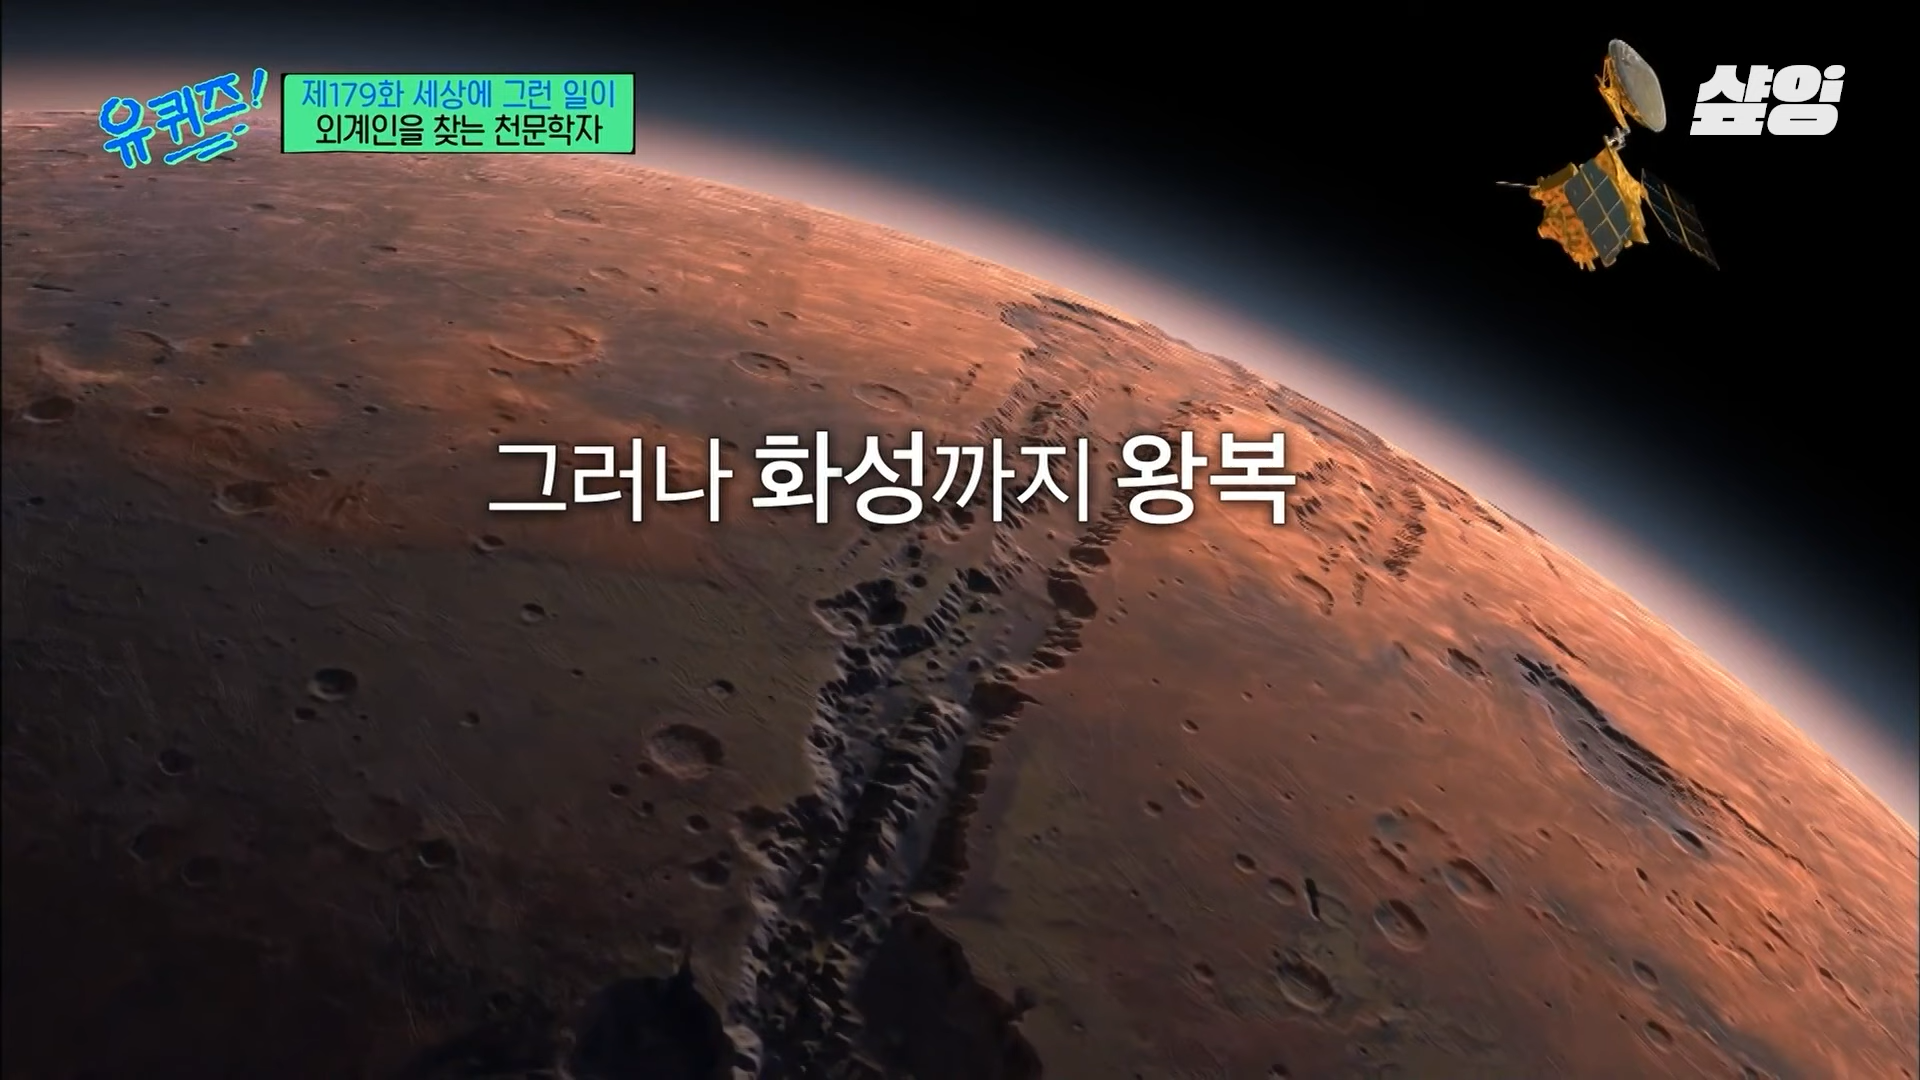 유퀴즈!
제179화 세상에 그런 일이
외계인을 찾는 천문학자
샾잉
그러나 화성까지 왕복